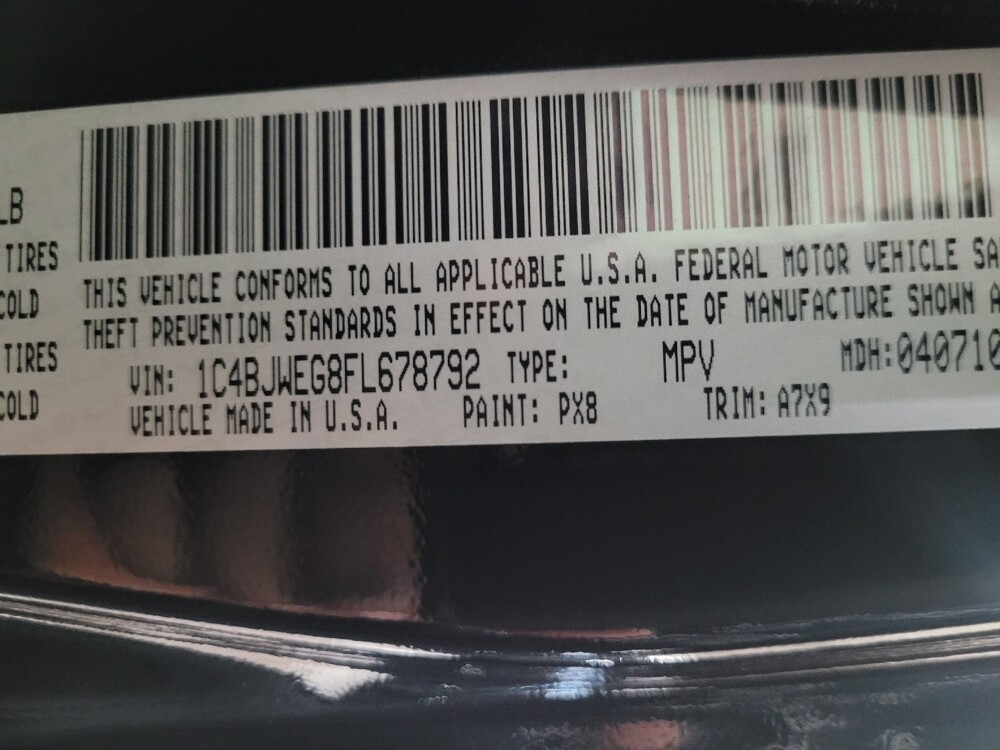 LB
TIRES
COLD
TIRES
COLD
THIS VEHICLE CONFORMS TO ALL APPLICABLE U.S.A. FEDERAL MOTOR VEHICLE SA
THEFT PREVENTION STANDARDS IN EFFECT ON THE DATE OF MANUFACTURE SHOWN A
VIN: 1C4BJWEG8FL678792 TYPE: MPV MDH:040710
VEHICLE MADE IN U.S.A. PAINT: PX8 TRIM: A7X9